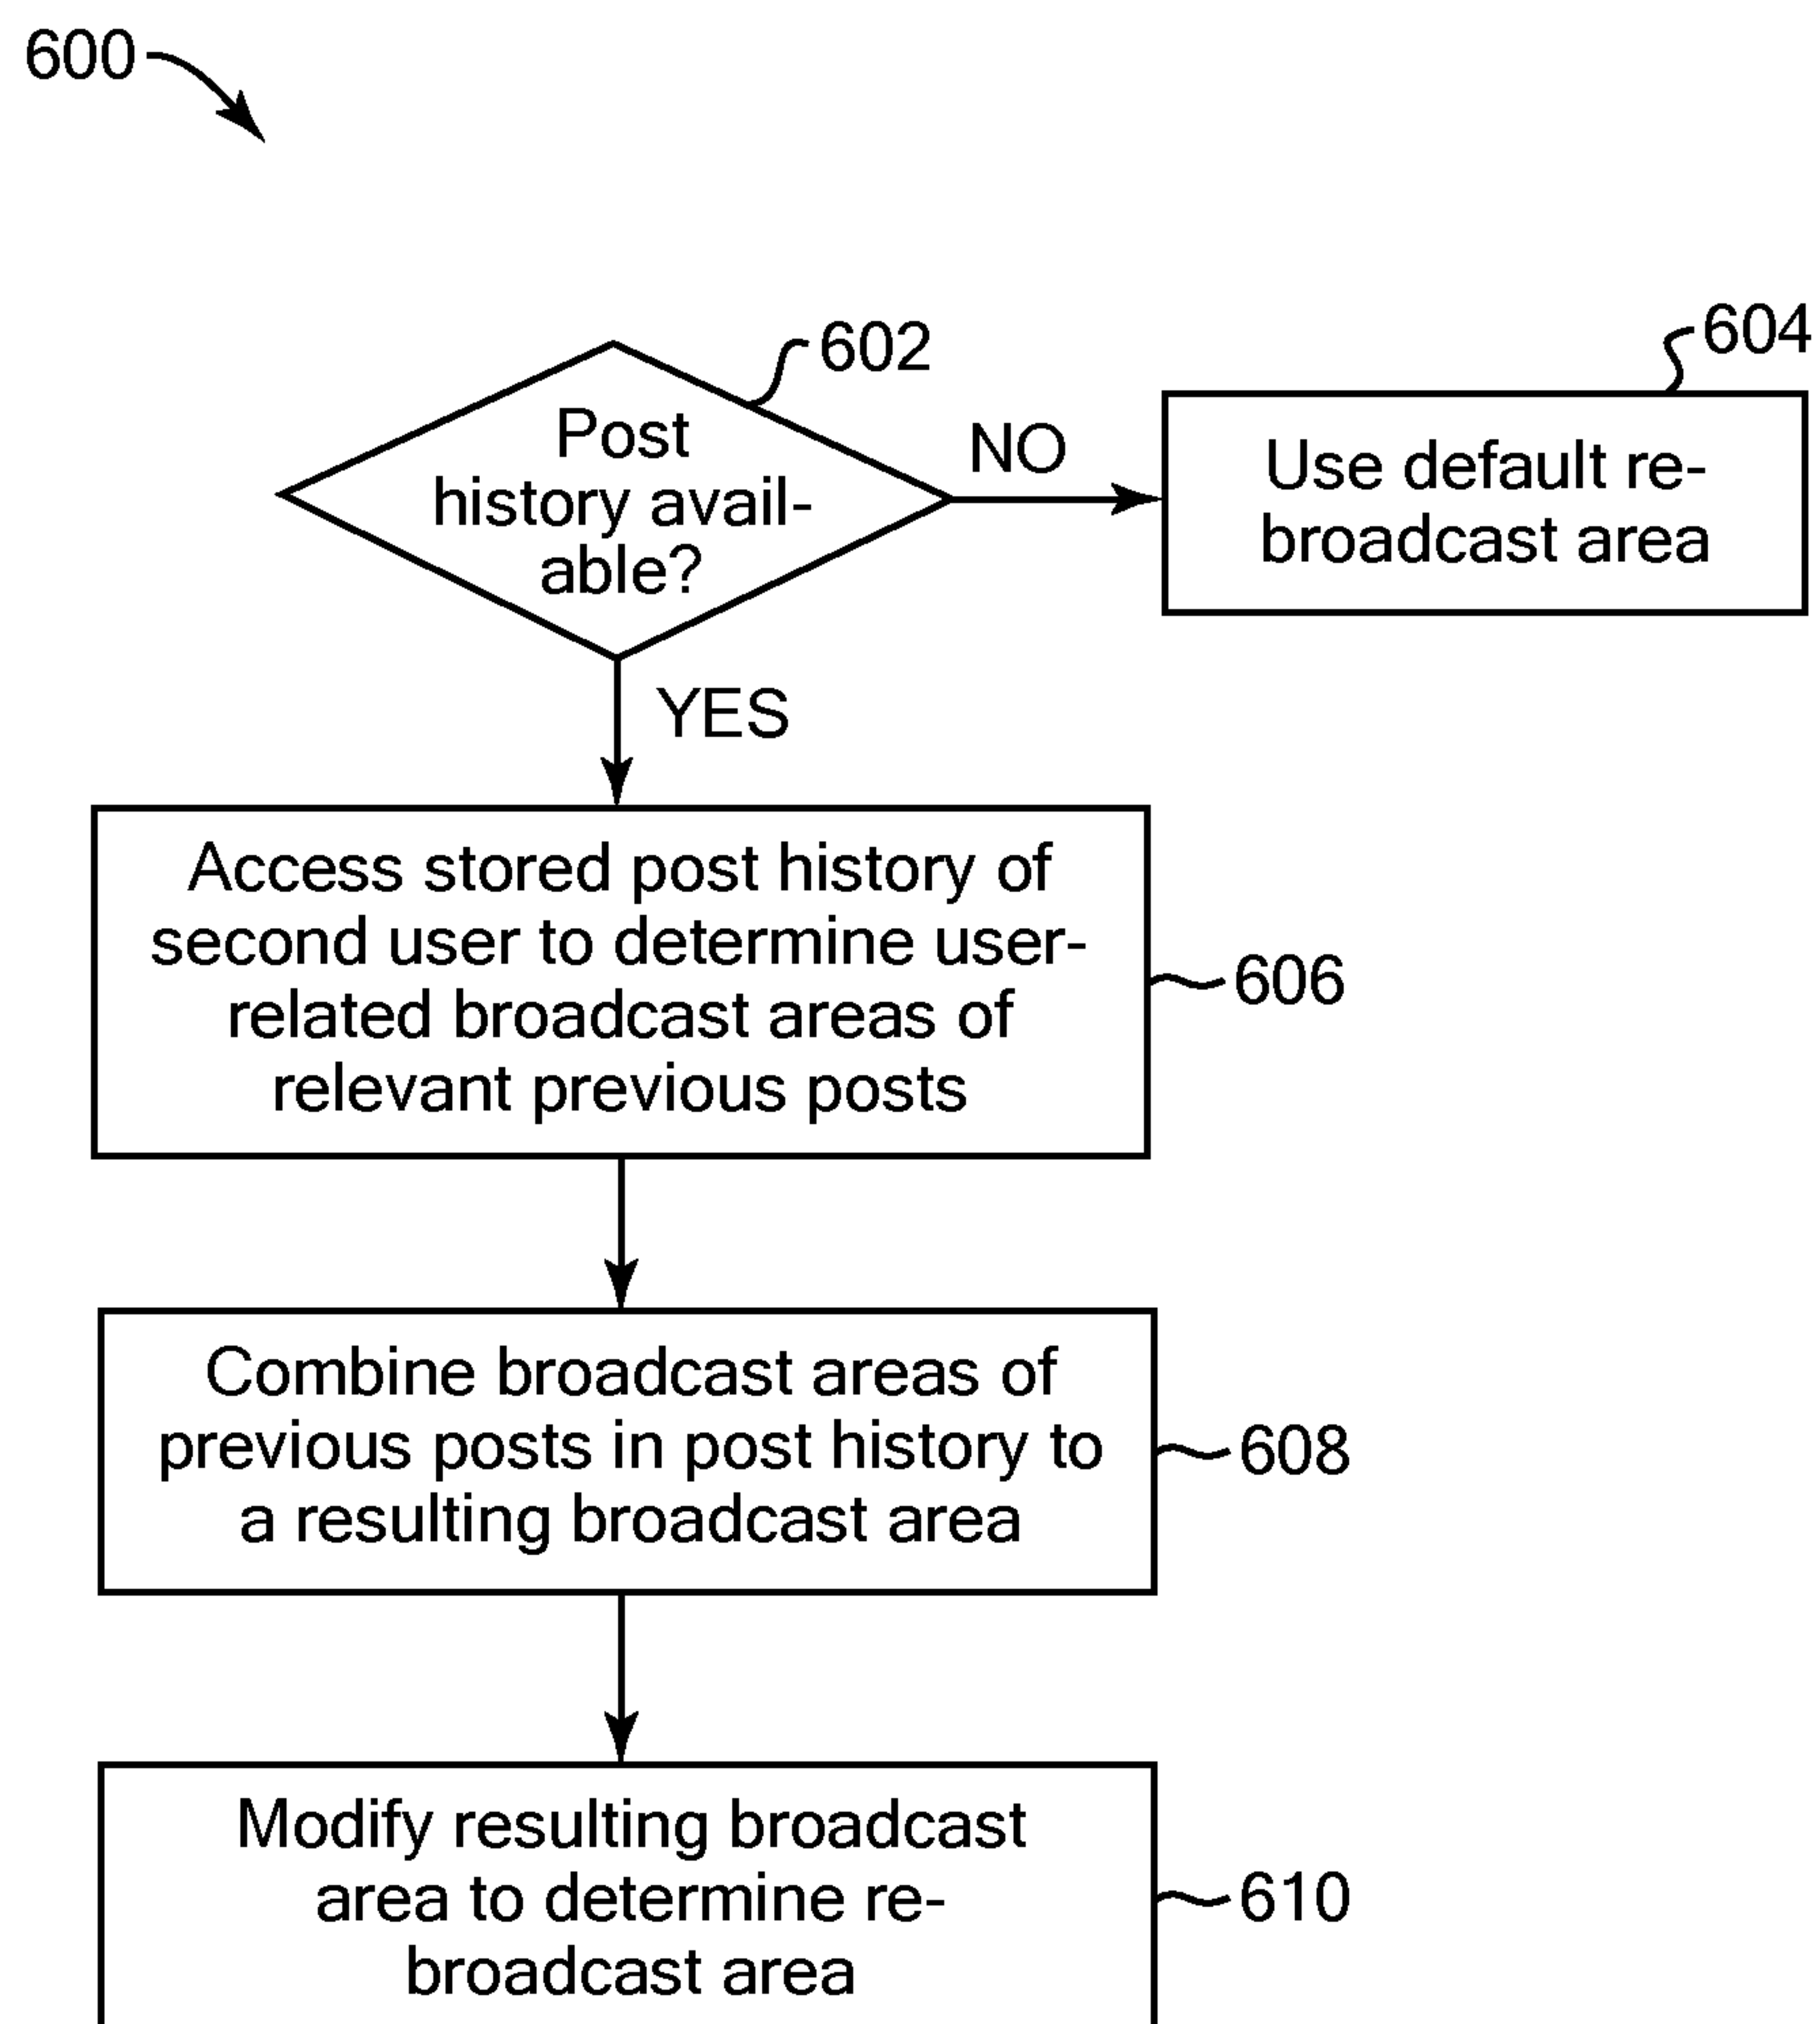 600
602
604
Post
history avail-
able?
NO
Use default re-
broadcast area
YES
Access stored post history of
second user to determine user-
related broadcast areas of
relevant previous posts
606
Combine broadcast areas of
previous posts in post history to
a resulting broadcast area
608
Modify resulting broadcast
area to determine re-
broadcast area
610